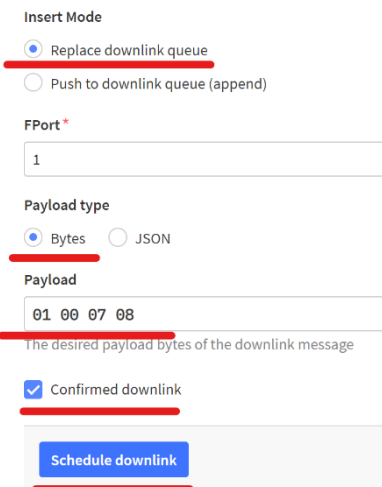 Insert Mode
Replace downlink queue
Push to downlink queue (append)
FPort*
1
Payload type
Bytes JSON
Payload
01 00 07 08
The desired payload bytes of the downlink message
Confirmed downlink
Schedule downlink